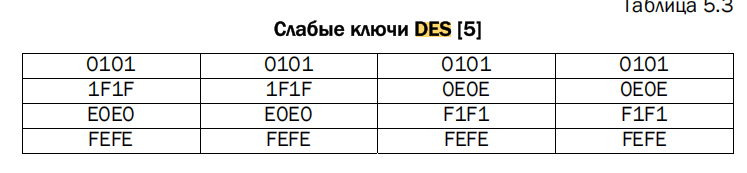 Таблица 5.3
Слабые ключи DES [5]
0101 0101 0101 0101
1F1F 1F1F 0E0E 0E0E
E0E0 E0E0 F1F1 F1F1
FEFE FEFE FEFE FEFE